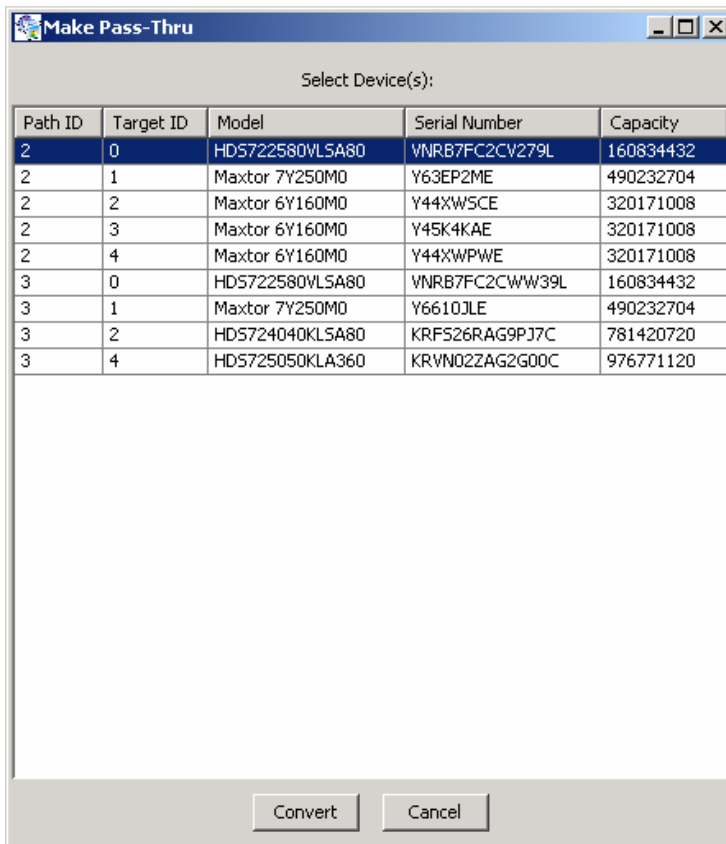 Make Pass-Thru
Select Device(s):
Path ID Target ID Model Serial Number Capacity
2 0 HDS722580VLSA80 VNRB7FC2CV279L 160834432
2 1 Maxtor 7Y250M0 Y63EP2ME 490232704
2 2 Maxtor 6Y160M0 Y44XWSCE 320171008
2 3 Maxtor 6Y160M0 Y45K4KAE 320171008
2 4 Maxtor 6Y160M0 Y44XWPWE 320171008
3 0 HDS722580VLSA80 VNRB7FC2CWW39L 160834432
3 1 Maxtor 7Y250M0 Y6610JLE 490232704
3 2 HDS724040KLSA80 KRFS26RAG9PJ7C 781420720
3 4 HDS725050KLA360 KRVN02ZAG2G00C 976771120
Convert Cancel